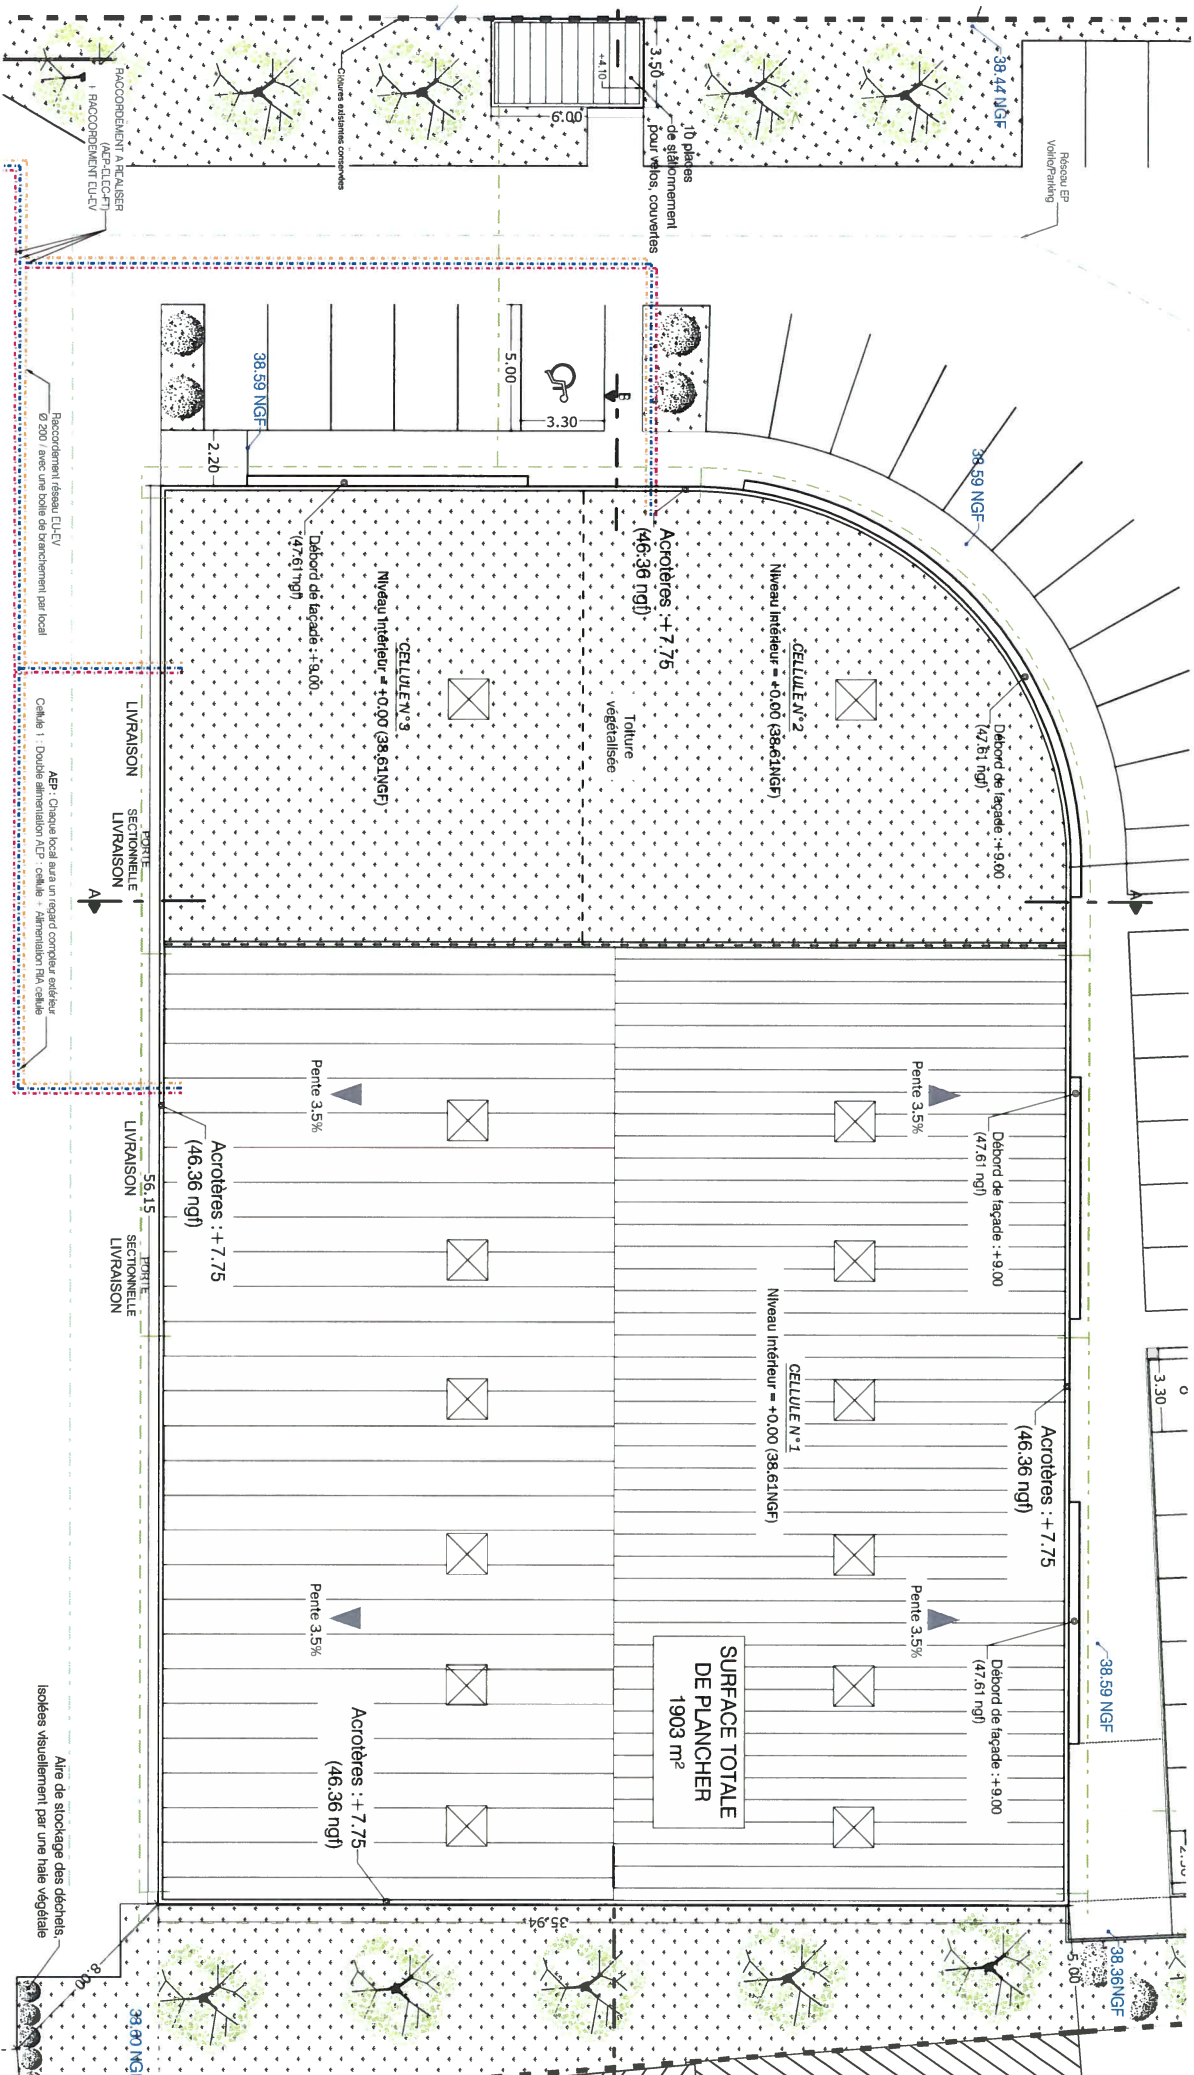 38.44 NGF
Réseau EP
Voirie/Parking
3.50
+4.10
6.00
10 places
de stationnement
pour vélos, couvertes
Clôtures existantes conservées
RACCORDEMENT A REALISER
(AEP-ELEC-FT)
+ RACCORDEMENT EU-EV
Raccordement réseau EU-EV
Ø 200 / avec une boîte de branchement par local
38.59 NGF
5.00
3.30
B
2.20
38.59 NGF
Débord de façade : +9.00
(47.61 ngf)
Acrotères : +7.75
(46.36 ngf)
CELLULE N°2
Niveau Intérieur = +0.00 (38.61NGF)
CELLULE N°3
Niveau Intérieur = +0.00 (38.61NGF)
Débord de façade : +9.00
(47.61 ngf)
Toiture
végétalisée
LIVRAISON
PORTE
SECTIONNELLE
LIVRAISON
A
A
AEP : Chaque local aura un regard compteur extérieur
Cellule 1 : Double alimentation AEP : cellule + Alimentation RIA cellule
Pente 3.5%
Pente 3.5%
Débord de façade : +9.00
(47.61 ngf)
Acrotères : +7.75
(46.36 ngf)
56.15
LIVRAISON
PORTE
SECTIONNELLE
LIVRAISON
CELLULE N°1
Niveau Intérieur = +0.00 (38.61NGF)
3.30
Acrotères : +7.75
(46.36 ngf)
Pente 3.5%
Pente 3.5%
Débord de façade : +9.00
(47.61 ngf)
38.59 NGF
SURFACE TOTALE
DE PLANCHER
1903 m²
Acrotères : +7.75
(46.36 ngf)
35.94
5.00
38.36NGF
8.00
Aire de stockage des déchets,
Isolées visuellement par une haie végétale